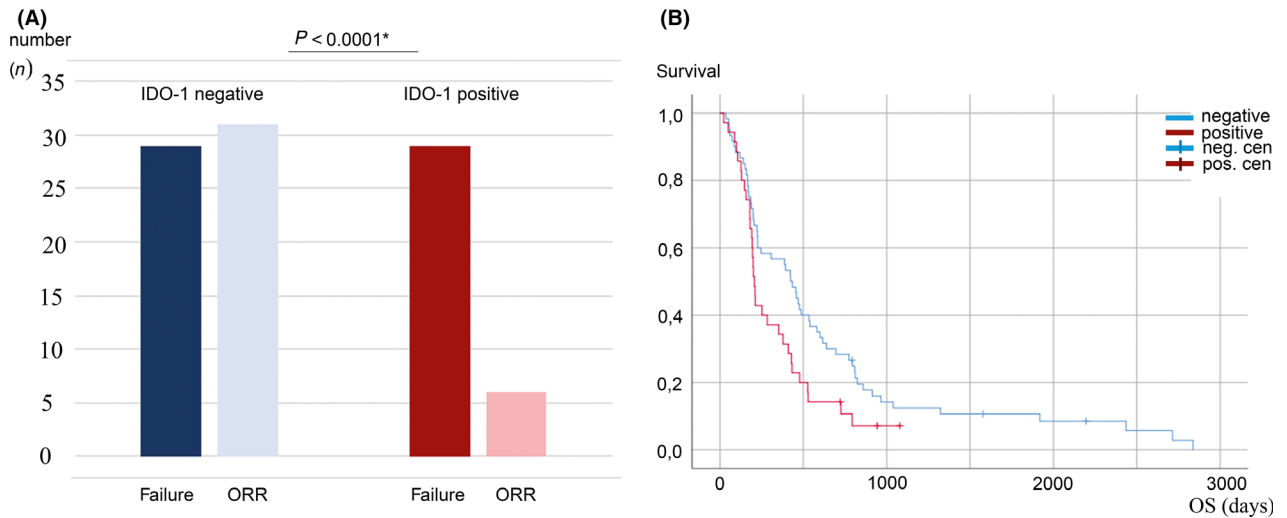 (A)
number
(n)
P < 0.0001*
35
30
25
20
15
10
5
0
IDO-1 negative
IDO-1 positive
Failure
ORR
Failure
ORR
(B)
Survival
1,0
0,8
0,6
0,4
0,2
0,0
negative
positive
neg. cen
pos. cen
0
1000
2000
3000
OS (days)